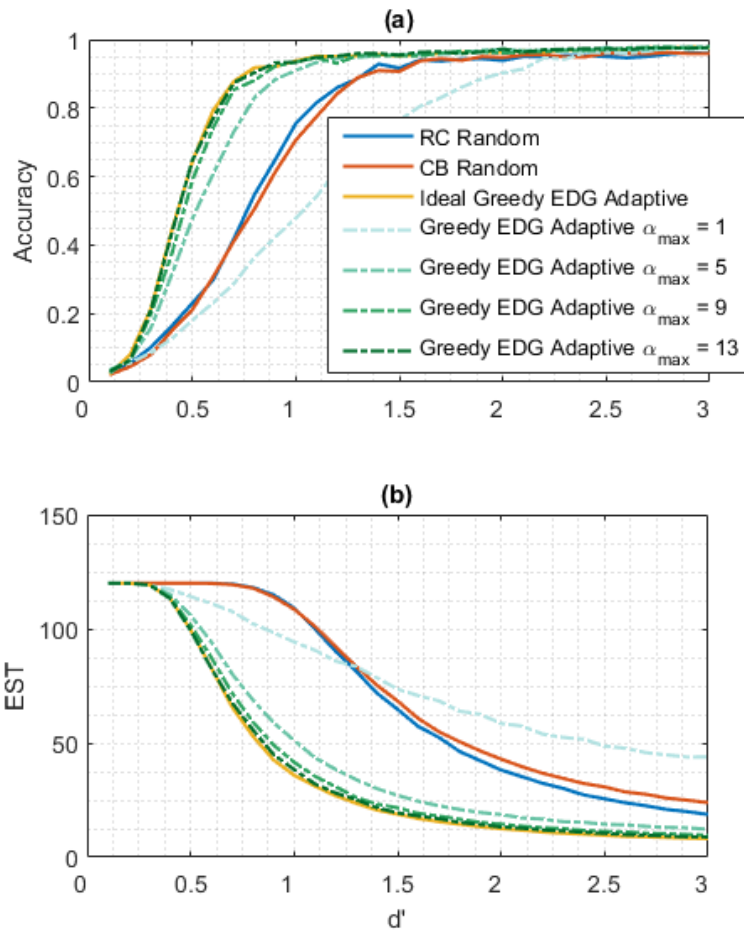 (a)
1
0.8
0.6
0.4
0.2
0
Accuracy
RC Random
CB Random
Ideal Greedy EDG Adaptive
Greedy EDG Adaptive α_max = 1
Greedy EDG Adaptive α_max = 5
Greedy EDG Adaptive α_max = 9
Greedy EDG Adaptive α_max = 13
0 0.5 1 1.5 2 2.5 3
(b)
150
100
50
0
EST
0 0.5 1 1.5 2 2.5 3
d'